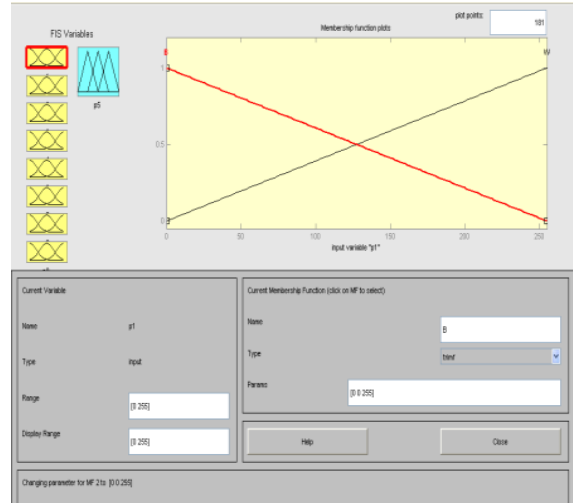 FIS Variables
p5
Membership function plots
plot points:
181
B
W
1
0.5
0
0
50
100
150
200
250
input variable "p1"
Current Variable
Name
p1
Type
input
Range
[0 255]
Display Range
[0 255]
Current Membership Function (click on MF to select)
Name
B
Type
trimf
Params
[0 0 255]
Help
Close
Changing parameter for MF 2 to [0 0 255]